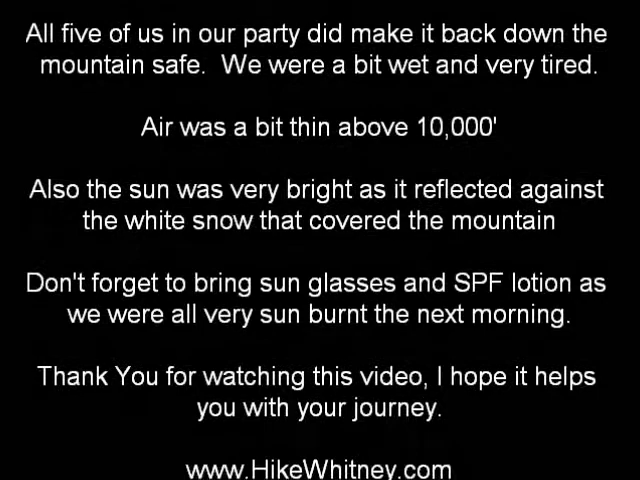 All five of us in our party did make it back down the
mountain safe.  We were a bit wet and very tired.
Air was a bit thin above 10,000'
Also the sun was very bright as it reflected against
the white snow that covered the mountain
Don't forget to bring sun glasses and SPF lotion as
we were all very sun burnt the next morning.
Thank You for watching this video, I hope it helps
you with your journey.
www.HikeWhitney.com